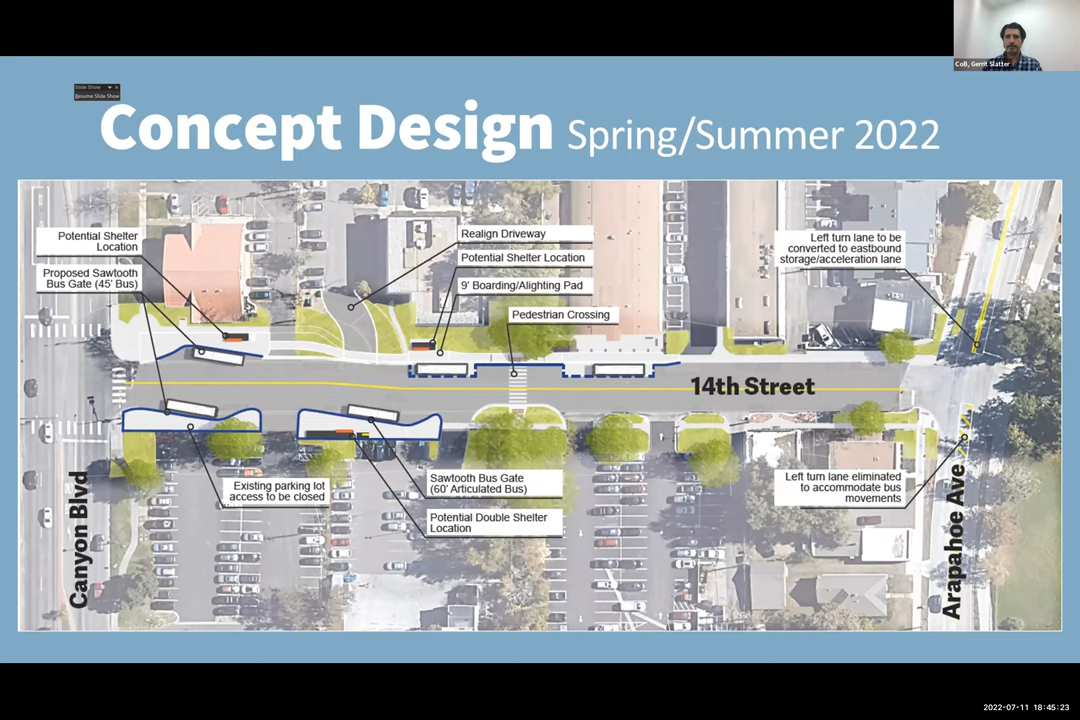 CoB, Gerrit Slatter
Slide Show
Resume Slide Show
Concept Design Spring/Summer 2022
Potential Shelter
Location
Proposed Sawtooth
Bus Gate (45' Bus)
Realign Driveway
Potential Shelter Location
9' Boarding/Alighting Pad
Pedestrian Crossing
Left turn lane to be
converted to eastbound
storage/acceleration lane
14th Street
Existing parking lot
access to be closed
Sawtooth Bus Gate
(60' Articulated Bus)
Potential Double Shelter
Location
Left turn lane eliminated
to accommodate bus
movements
Canyon Blvd
Arapahoe Ave
2022-07-11 18:45:23